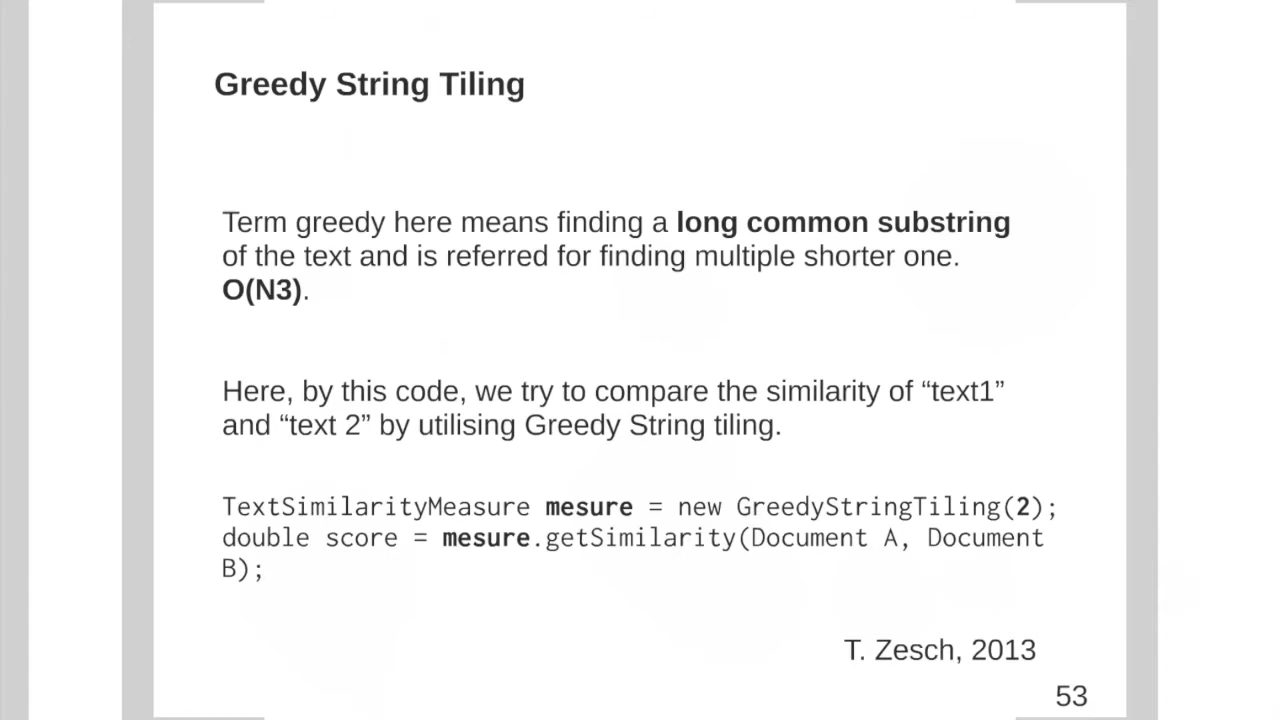 Greedy String Tiling
Term greedy here means finding a long common substring
of the text and is referred for finding multiple shorter one.
O(N3).
Here, by this code, we try to compare the similarity of “text1”
and “text 2” by utilising Greedy String tiling.
TextSimilarityMeasure mesure = new GreedyStringTiling(2);
double score = mesure.getSimilarity(Document A, Document
B);
T. Zesch, 2013
53